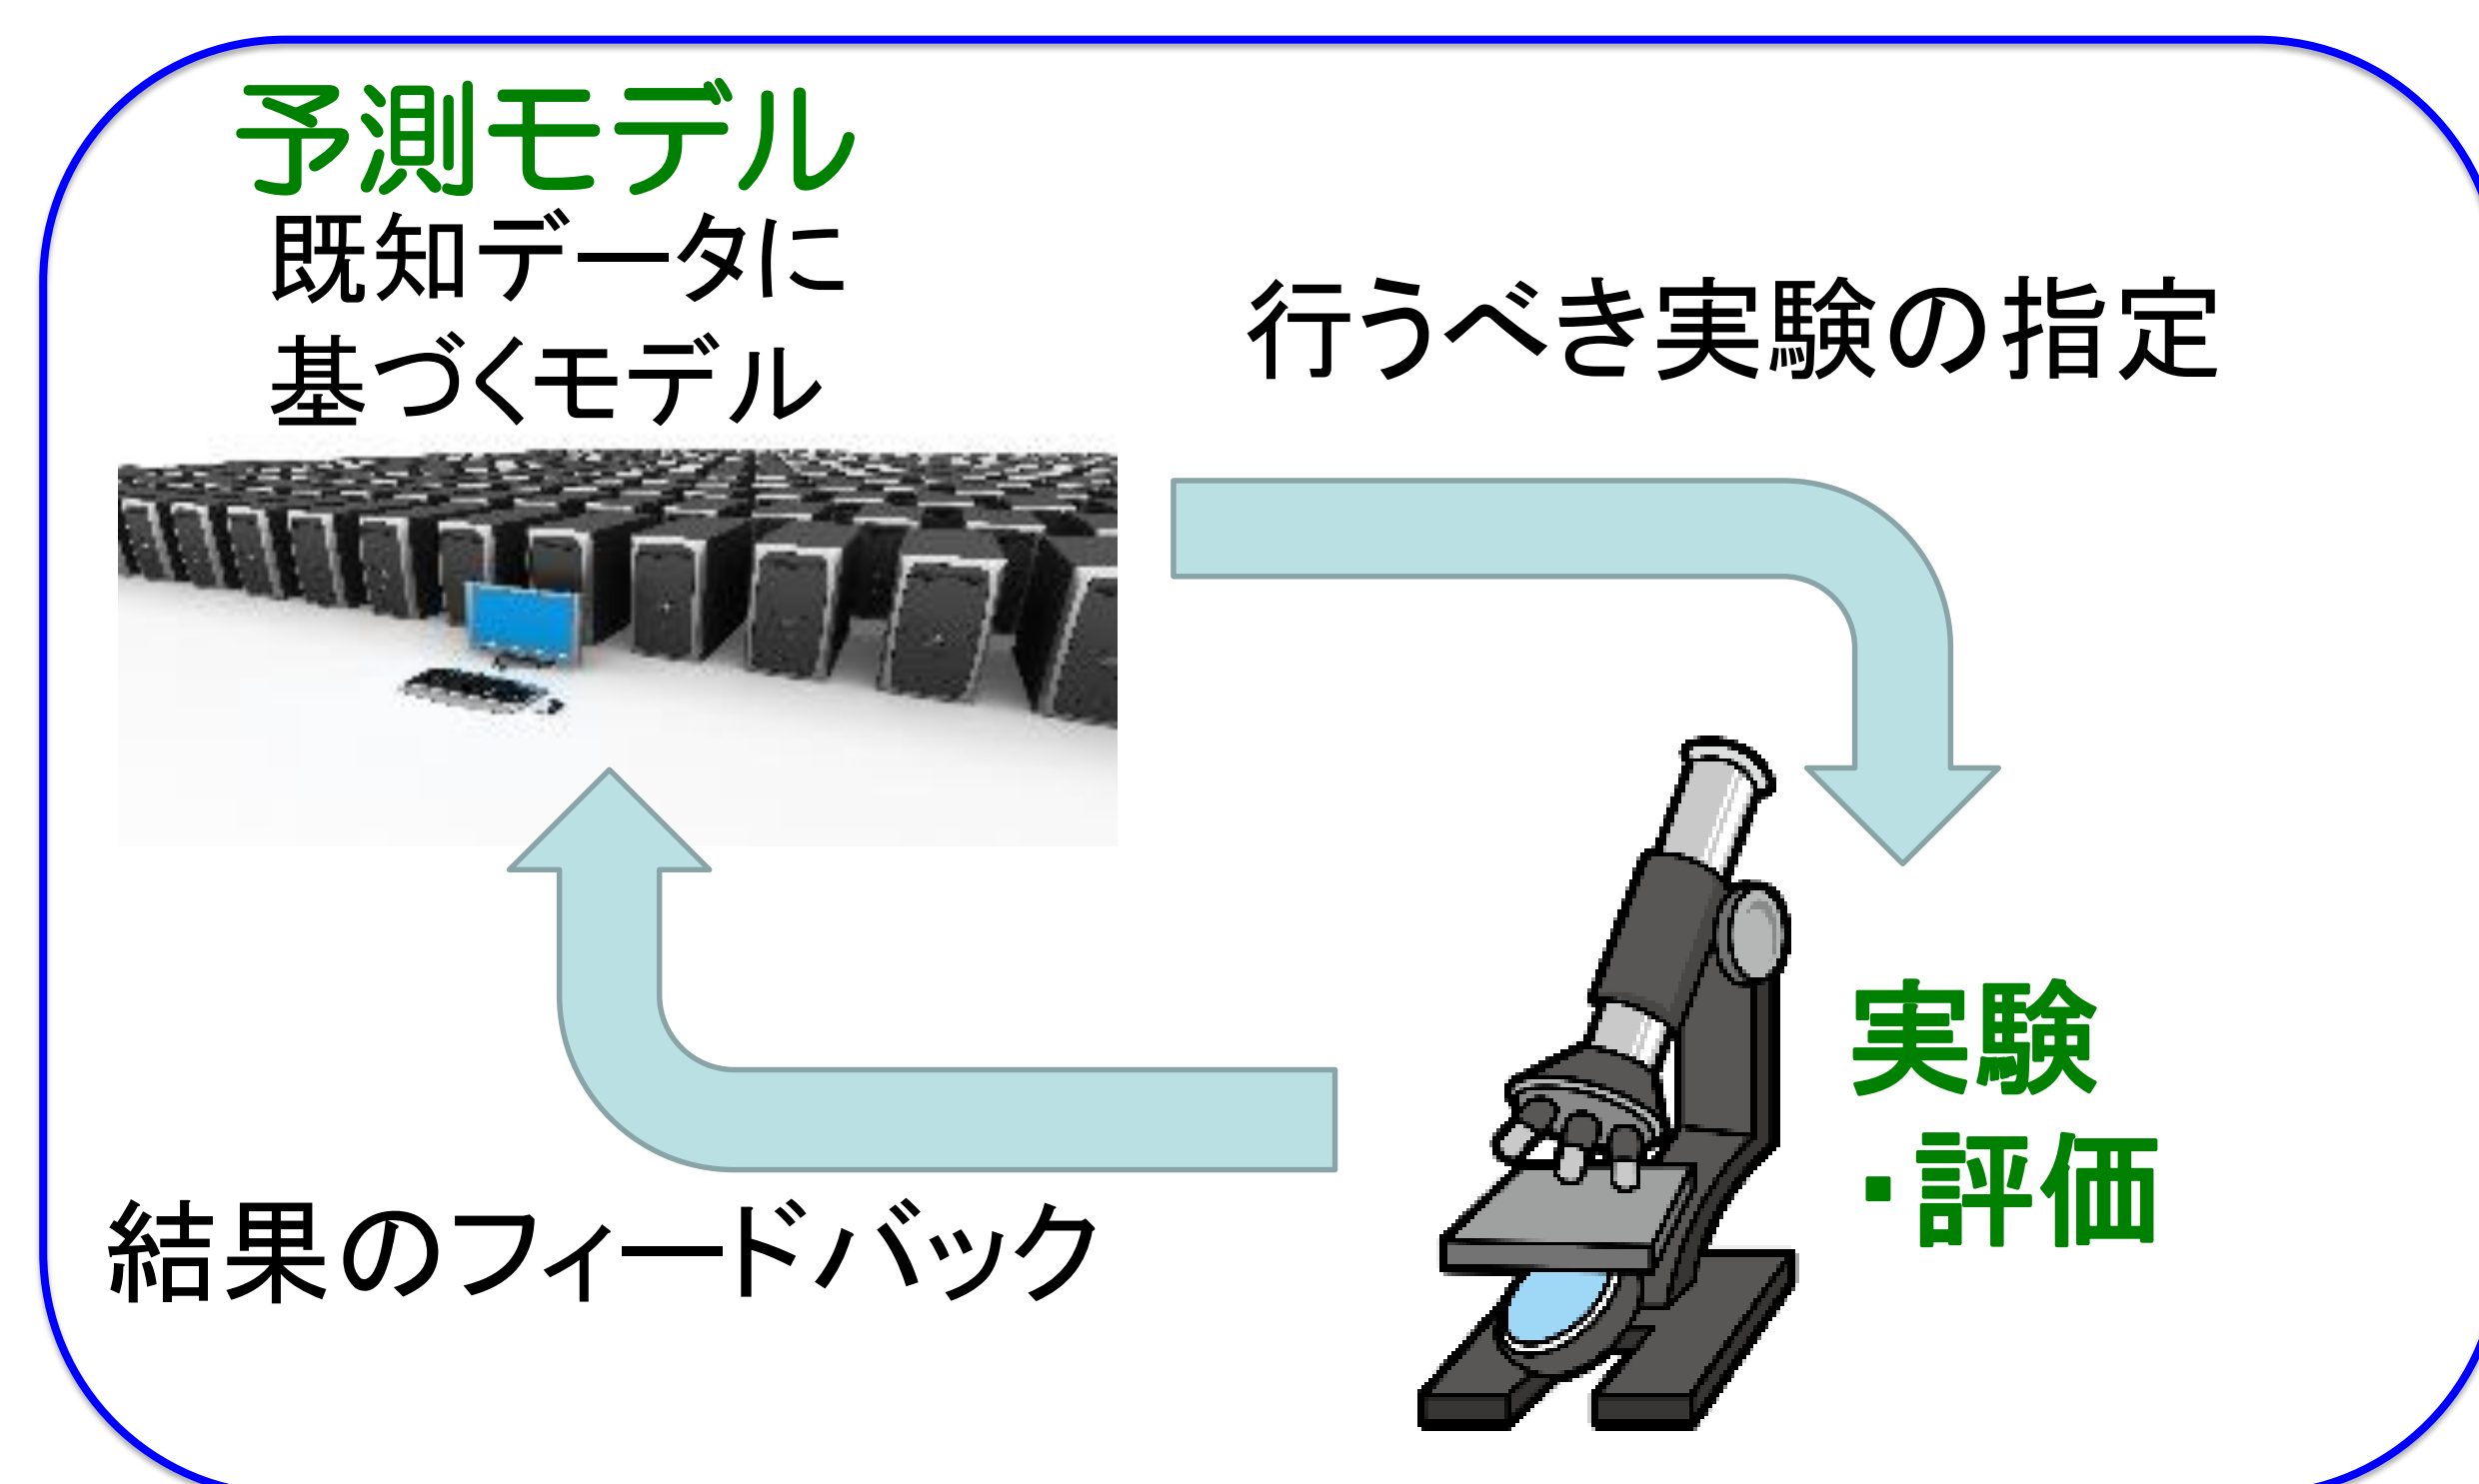 予測モデル
既知データに
基づくモデル
行うべき実験の指定
実験
・評価
結果のフィードバック